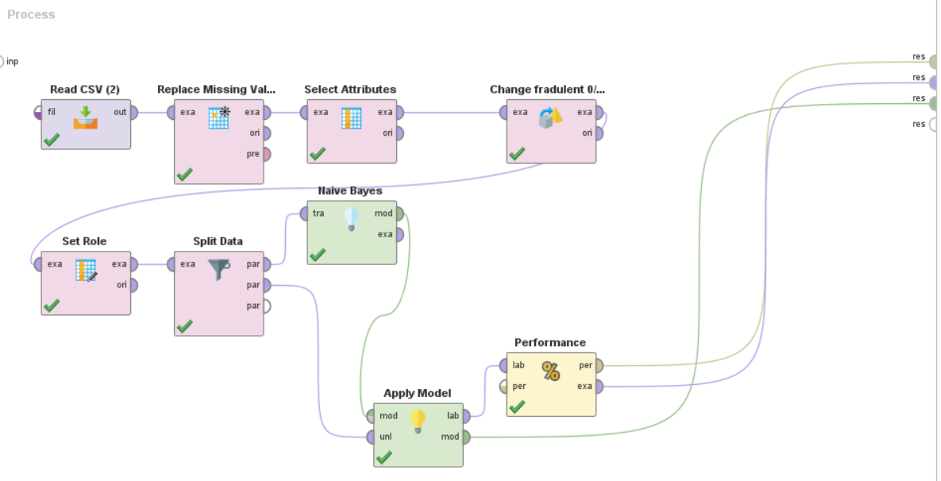 Process
inp
res
res
res
res
Read CSV (2)
fil out
Replace Missing Val...
exa exa
ori
pre
Select Attributes
exa exa
ori
Change fradulent 0/...
exa exa
ori
Naive Bayes
tra mod
exa
Set Role
exa exa
ori
Split Data
exa par
par
par
Performance
lab per
per exa
%
Apply Model
mod lab
unl mod